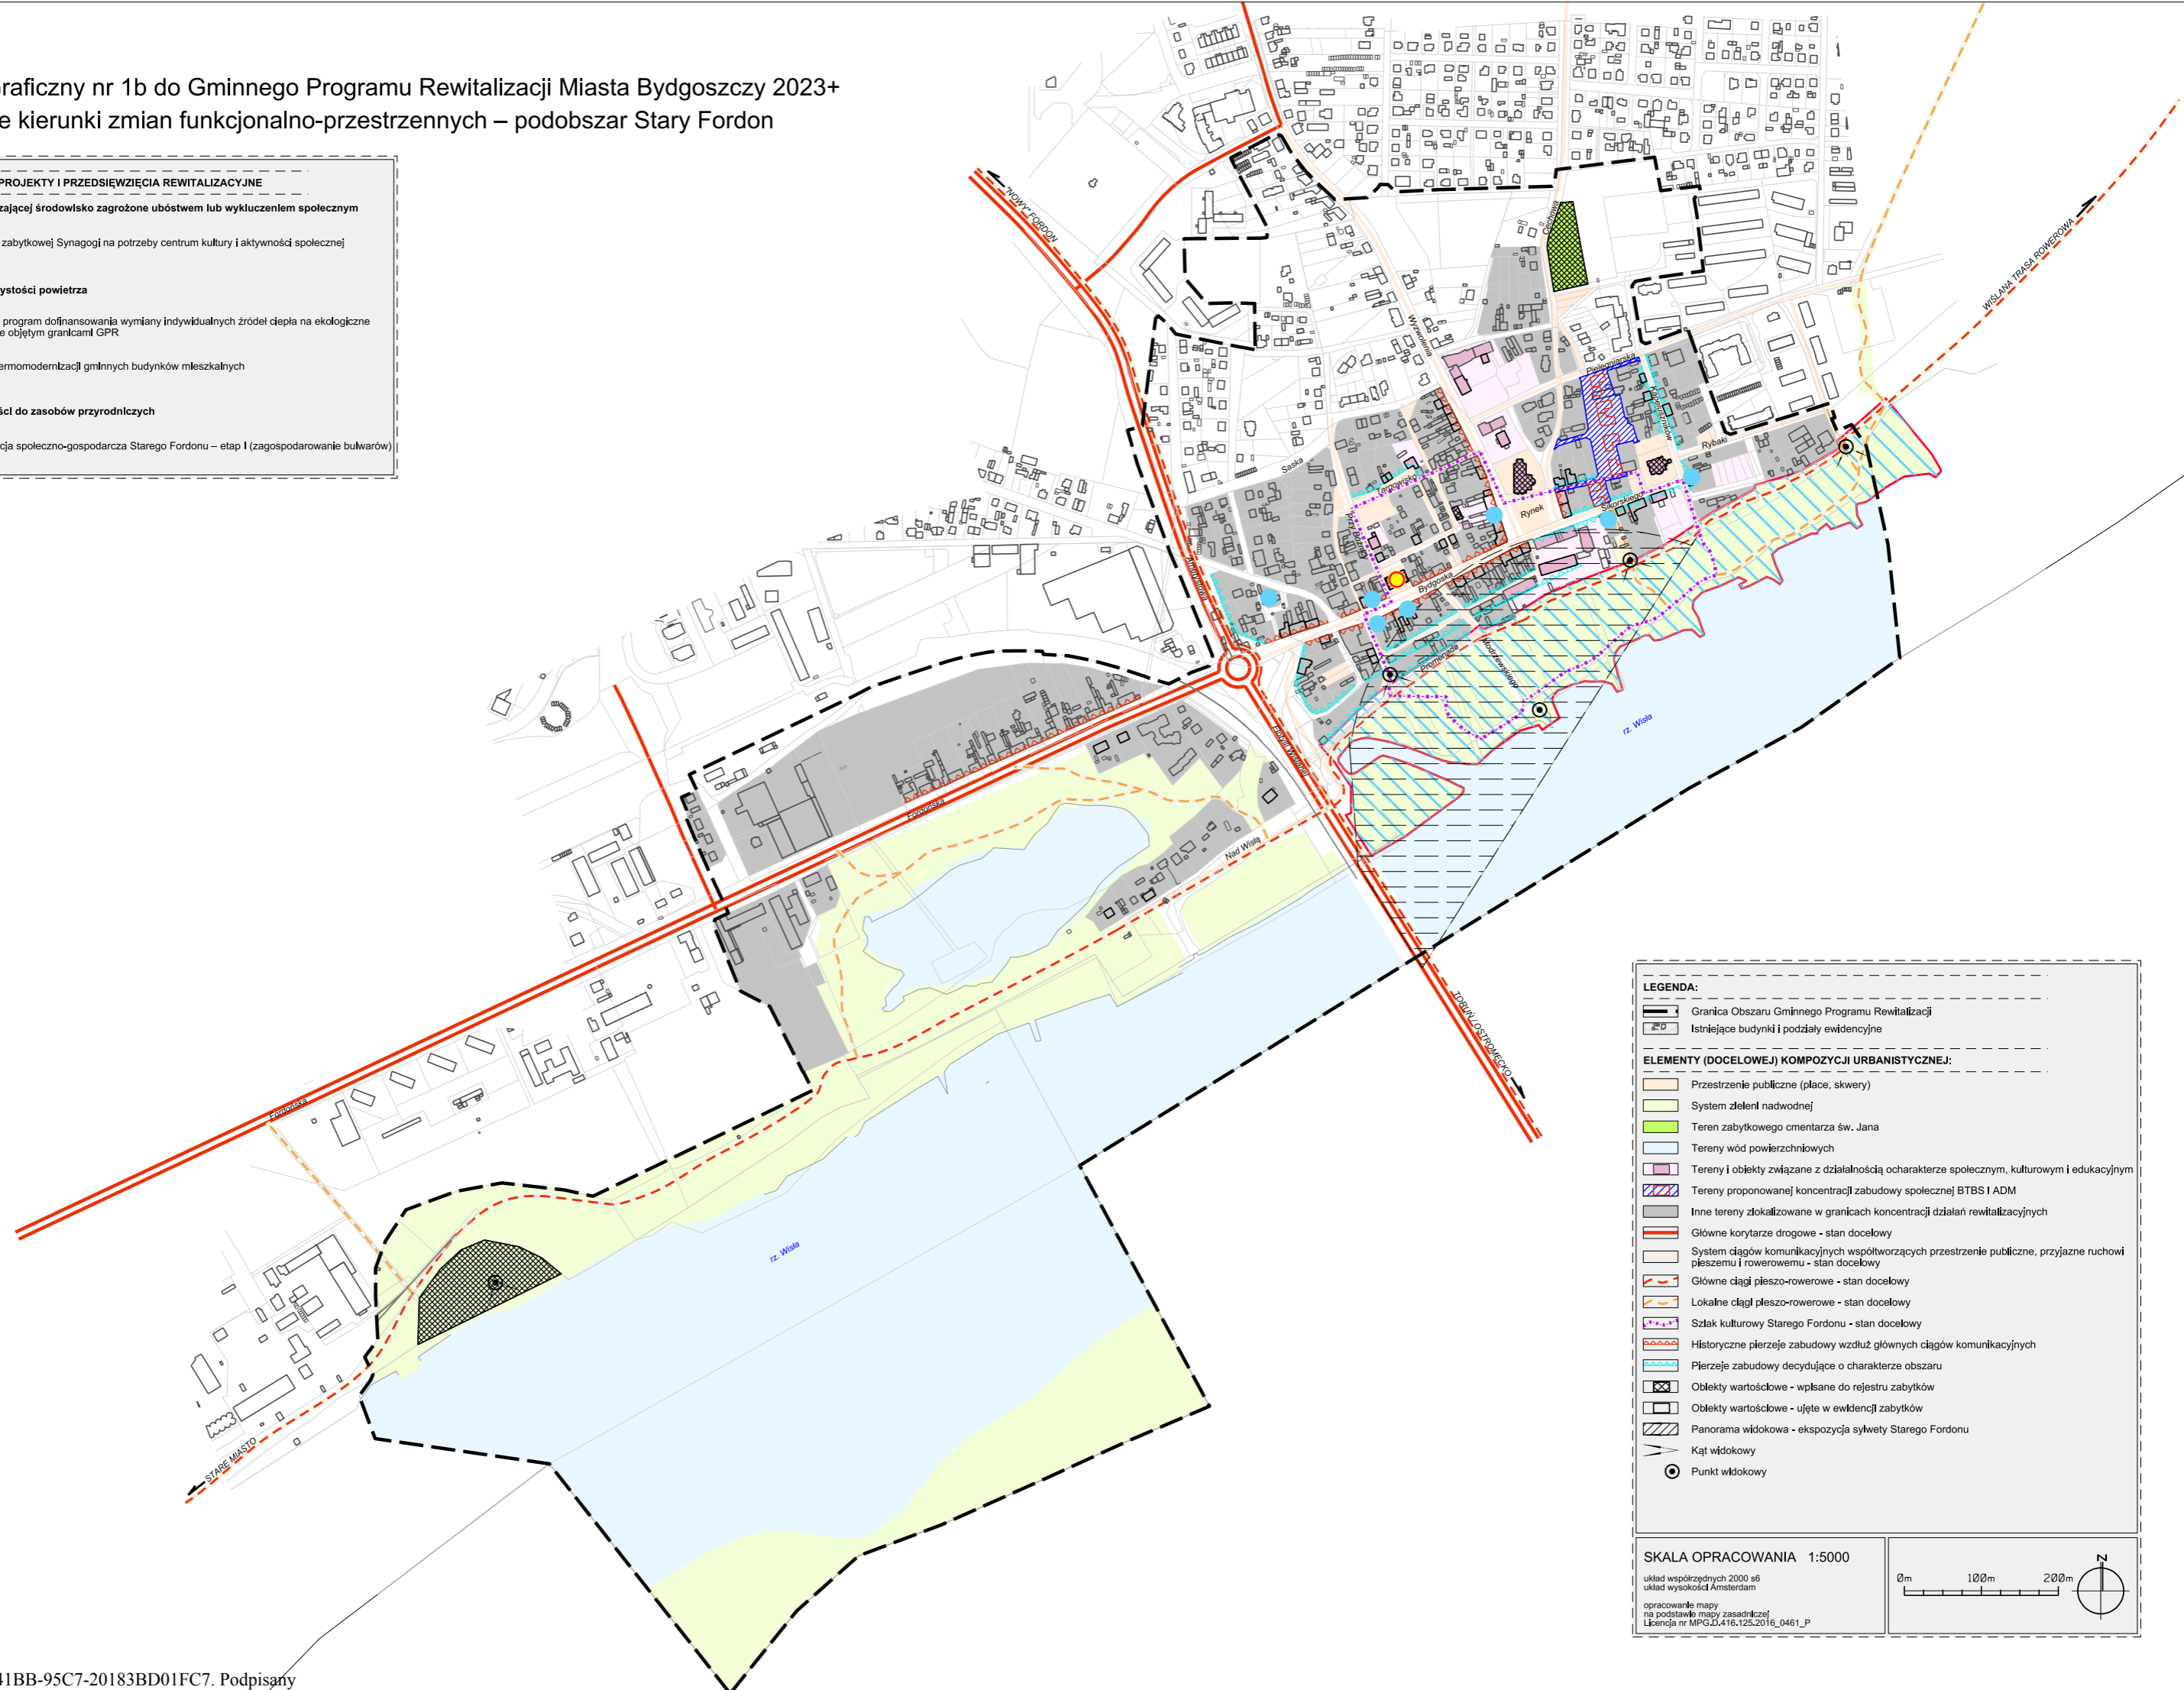 raficzny nr 1b do Gminnego Programu Rewitalizacji Miasta Bydgoszczy 2023+
e kierunki zmian funkcjonalno-przestrzennych – podobszar Stary Fordon
PROJEKTY I PRZEDSIĘWZIĘCIA REWITALIZACYJNE
zającej środowisko zagrożone ubóstwem lub wykluczeniem społecznym
zabytkowej Synagogi na potrzeby centrum kultury i aktywności społecznej
ystości powietrza
program dofinansowania wymiany indywidualnych źródeł ciepła na ekologiczne
e objętym granicami GPR
ermomodernizacji gminnych budynków mieszkalnych
ści do zasobów przyrodniczych
cja społeczno-gospodarcza Starego Fordonu – etap I (zagospodarowanie bulwarów)
"NOWY" FORDON
Cechowa
WIŚLANA TRASA ROWEROWA
Wyzwolenia
Pielęgniarska
Kapeluszników
Rybaki
Saska
Targowisko
Sikorskiego
Rynek
Przy Bóżnicy
Bydgoska
Promenada
Modrzewskiego
rz. Wisła
Fordońska
Nad Wisłą
TORUŃ / OSTROMECKO
Fordońska
rz. Wisła
STARE MIASTO
LEGENDA:
Granica Obszaru Gminnego Programu Rewitalizacji
Istniejące budynki i podziały ewidencyjne
ELEMENTY (DOCELOWEJ) KOMPOZYCJI URBANISTYCZNEJ:
Przestrzenie publiczne (place, skwery)
System zieleni nadwodnej
Teren zabytkowego cmentarza św. Jana
Tereny wód powierzchniowych
Tereny i obiekty związane z działalnością ocharakterze społecznym, kulturowym i edukacyjnym
Tereny proponowanej koncentracji zabudowy społecznej BTBS I ADM
Inne tereny zlokalizowane w granicach koncentracji działań rewitalizacyjnych
Główne korytarze drogowe - stan docelowy
System ciągów komunikacyjnych współtworzących przestrzenie publiczne, przyjazne ruchowi
pieszemu i rowerowemu - stan docelowy
Główne ciągi pieszo-rowerowe - stan docelowy
Lokalne ciągi pieszo-rowerowe - stan docelowy
Szlak kulturowy Starego Fordonu - stan docelowy
Historyczne pierzeje zabudowy wzdłuż głównych ciągów komunikacyjnych
Pierzeje zabudowy decydujące o charakterze obszaru
Obiekty wartościowe - wpisane do rejestru zabytków
Obiekty wartościowe - ujęte w ewidencji zabytków
Panorama widokowa - ekspozycja sylwety Starego Fordonu
Kąt widokowy
Punkt widokowy
SKALA OPRACOWANIA 1:5000
układ współrzędnych 2000 s6
układ wysokości Amsterdam
opracowanie mapy
na podstawie mapy zasadniczej
Licencja nr MPG.D.416.125.2016_0461_P
0m 100m 200m
N
41BB-95C7-20183BD01FC7. Podpisany